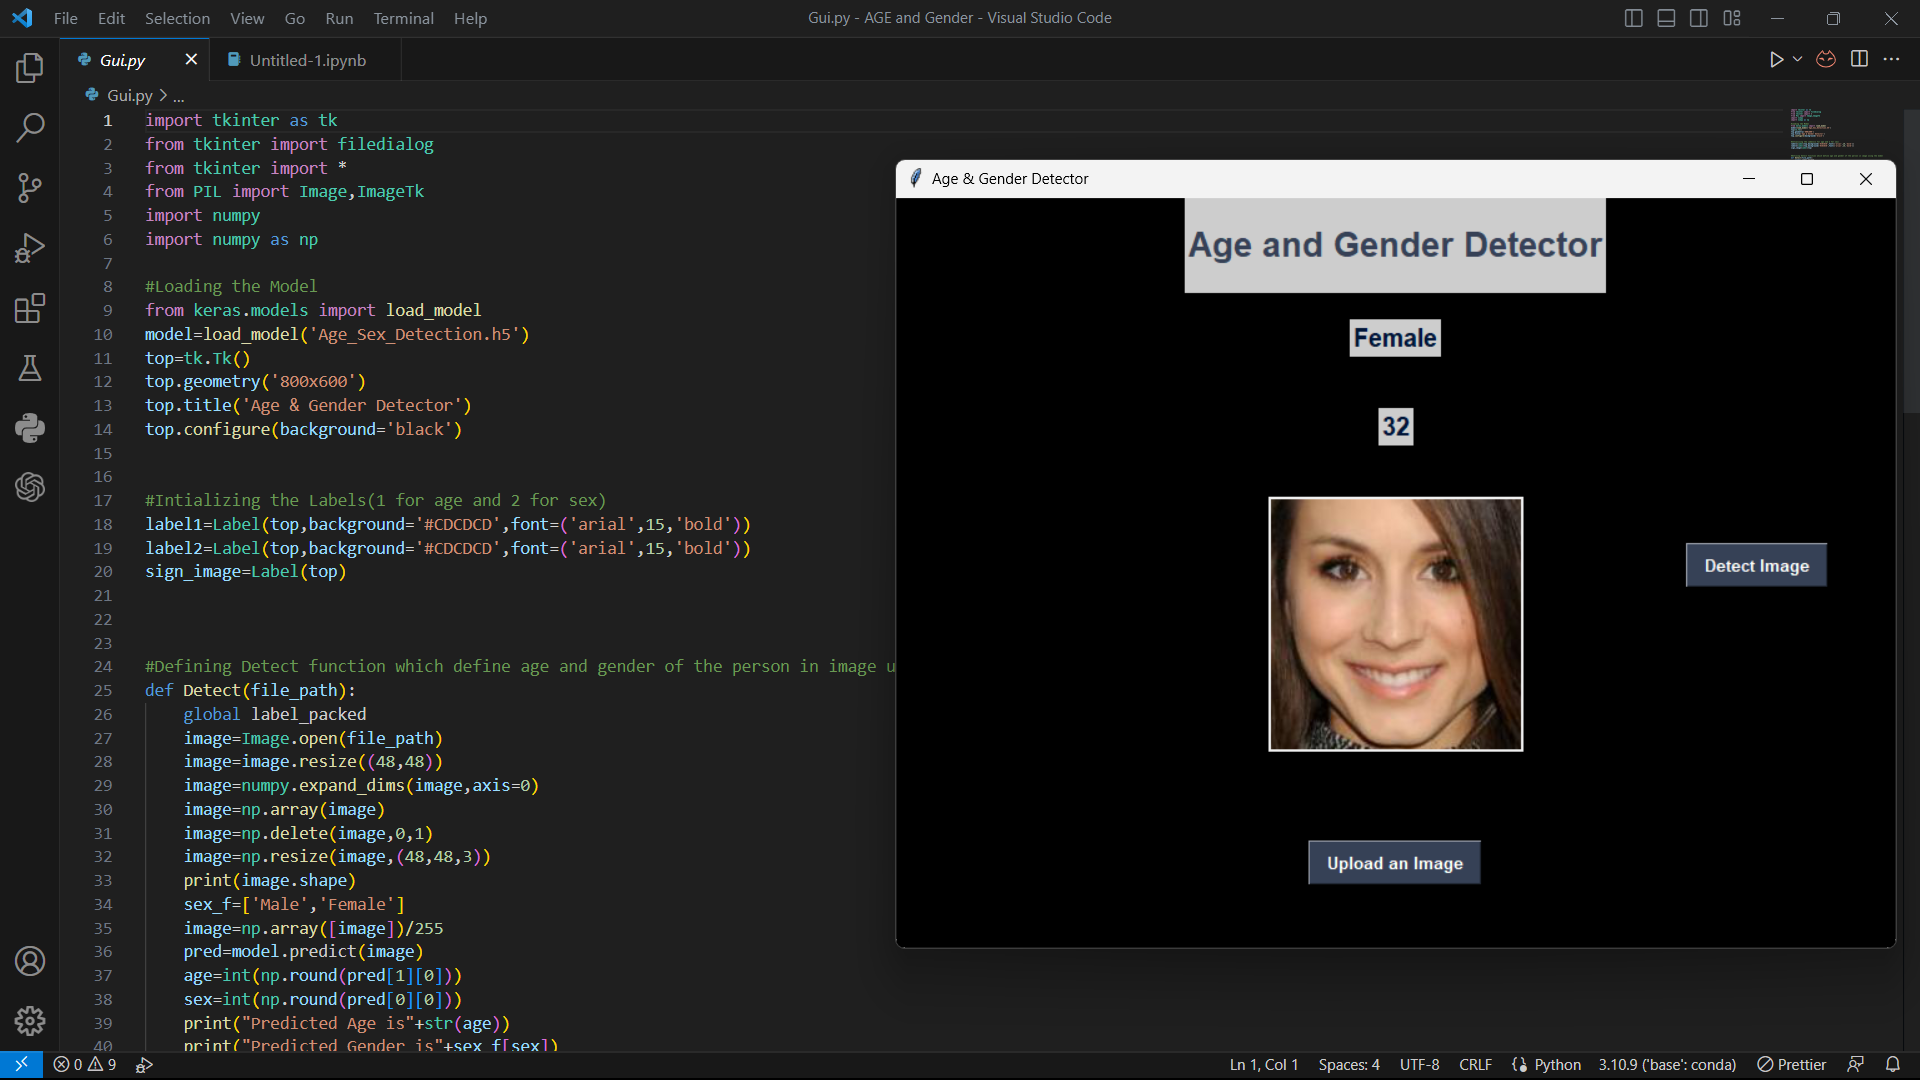 File Edit Selection View Go Run Terminal Help
Gui.py - AGE and Gender - Visual Studio Code
Gui.py
Untitled-1.ipynb
Gui.py > ...
1 import tkinter as tk
2 from tkinter import filedialog
3 from tkinter import *
4 from PIL import Image,ImageTk
5 import numpy
6 import numpy as np
7
8 #Loading the Model
9 from keras.models import load_model
10 model=load_model('Age_Sex_Detection.h5')
11 top=tk.Tk()
12 top.geometry('800x600')
13 top.title('Age & Gender Detector')
14 top.configure(background='black')
15
16
17 #Intializing the Labels(1 for age and 2 for sex)
18 label1=Label(top,background='#CDCDCD',font=('arial',15,'bold'))
19 label2=Label(top,background='#CDCDCD',font=('arial',15,'bold'))
20 sign_image=Label(top)
21
22
23
24 #Defining Detect function which define age and gender of the person in image u
25 def Detect(file_path):
26 global label_packed
27 image=Image.open(file_path)
28 image=image.resize((48,48))
29 image=numpy.expand_dims(image,axis=0)
30 image=np.array(image)
31 image=np.delete(image,0,1)
32 image=np.resize(image,(48,48,3))
33 print(image.shape)
34 sex_f=['Male','Female']
35 image=np.array([image])/255
36 pred=model.predict(image)
37 age=int(np.round(pred[1][0]))
38 sex=int(np.round(pred[0][0]))
39 print("Predicted Age is"+str(age))
40 print("Predicted Gender is"+sex_f[sex])
Age & Gender Detector
Age and Gender Detector
Female
32
Detect Image
Upload an Image
0 9
Ln 1, Col 1 Spaces: 4 UTF-8 CRLF Python 3.10.9 ('base': conda) Prettier